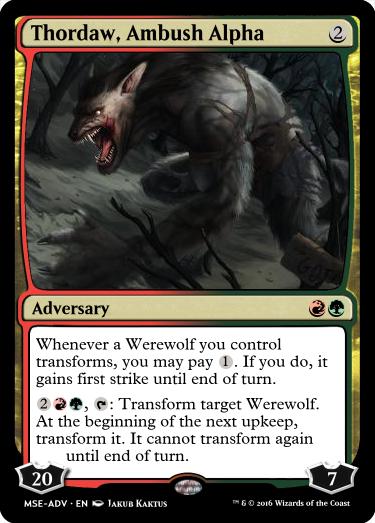 Thordaw, Ambush Alpha 2
Adversary
Whenever a Werewolf you control
transforms, you may pay 1. If you do, it
gains first strike until end of turn.
2, : Transform target Werewolf.
At the beginning of the next upkeep,
transform it. It cannot transform again
until end of turn.
20
7
MSE-ADV · EN Jakub Kaktus
™ & © 2016 Wizards of the Coast